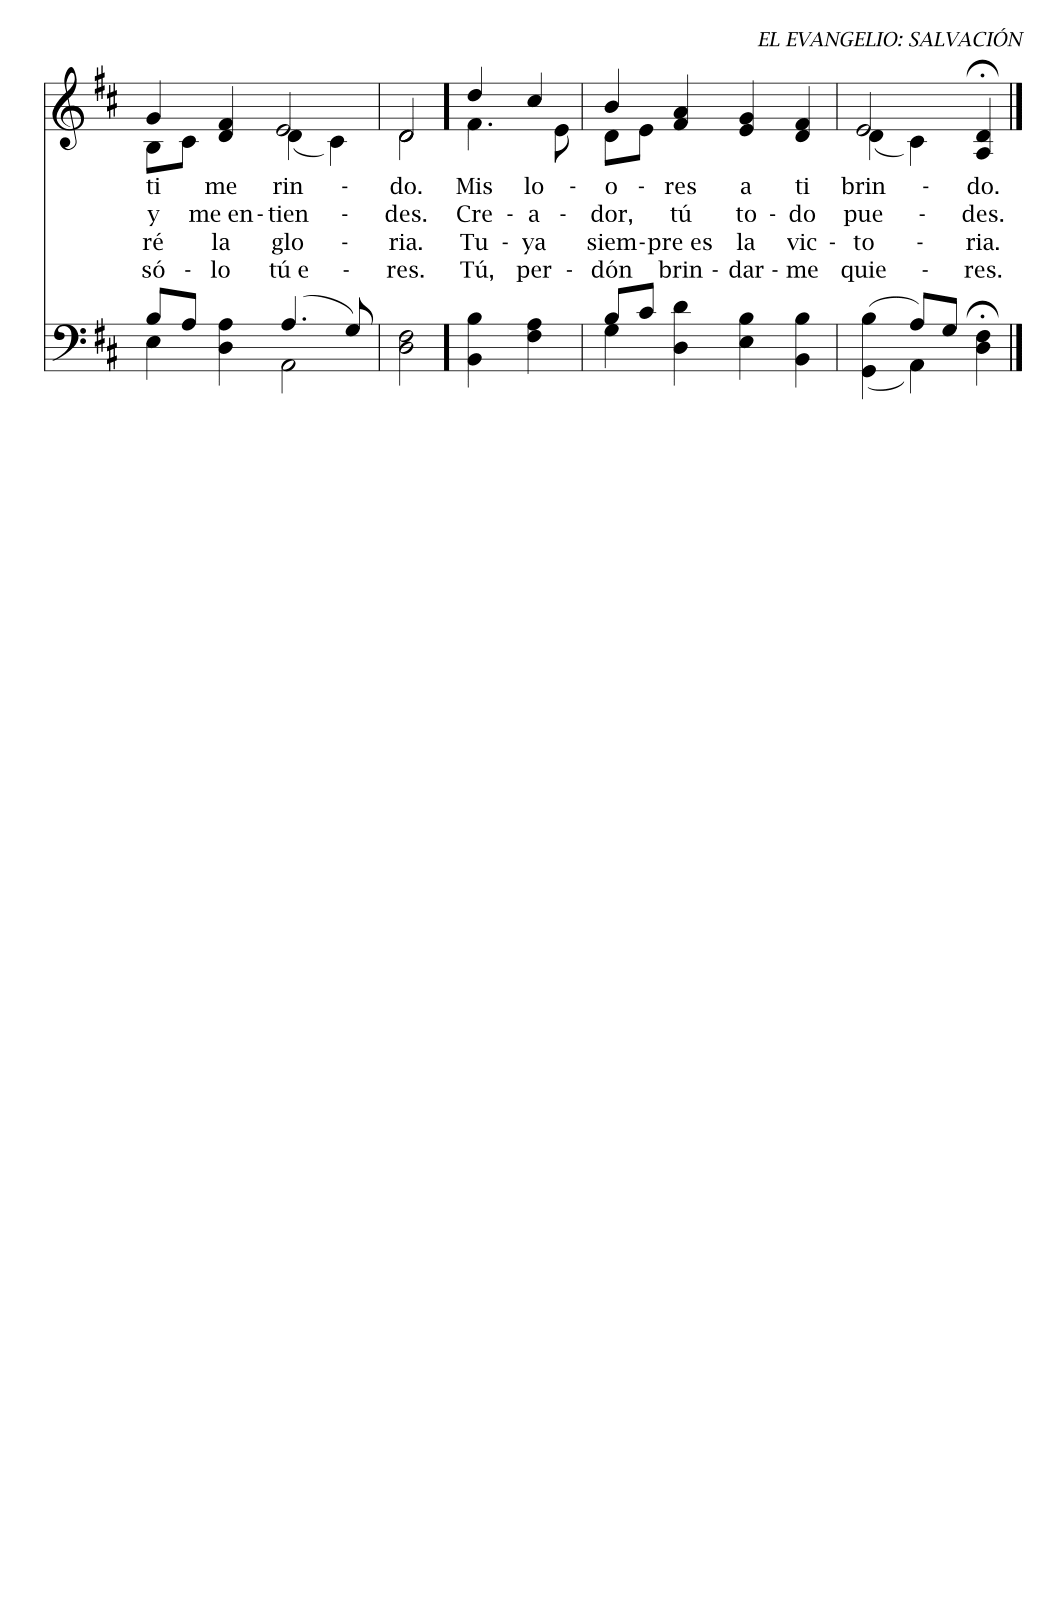 EL EVANGELIO: SALVACIÓN
ti me rin - do. Mis lo - o - res a ti brin - do.
y me en - tien - des. Cre - a - dor, tú to - do pue - des.
ré la glo - ria. Tu - ya siem - pre es la vic - to - ria.
só - lo tú e - res. Tú, per - dón brin - dar - me quie - res.